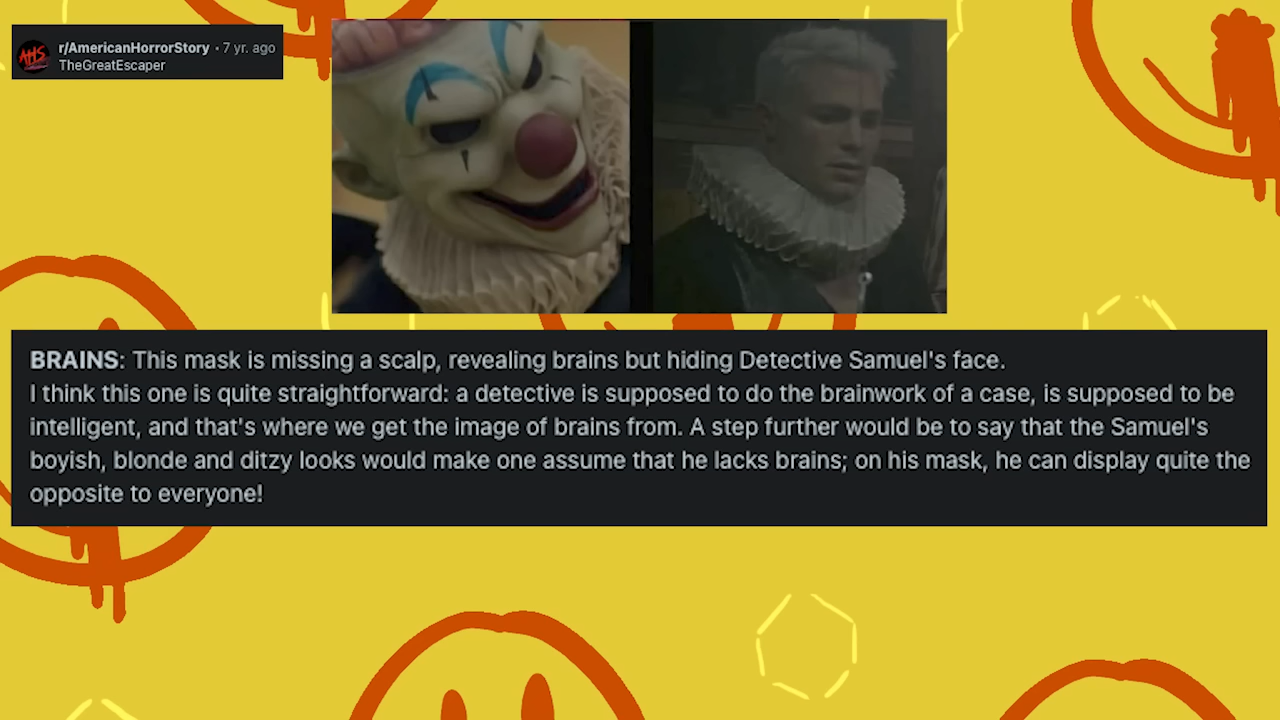 AHS
r/AmericanHorrorStory • 7 yr. ago
TheGreatEscaper
BRAINS: This mask is missing a scalp, revealing brains but hiding Detective Samuel's face.
I think this one is quite straightforward: a detective is supposed to do the brainwork of a case, is supposed to be
intelligent, and that's where we get the image of brains from. A step further would be to say that the Samuel's
boyish, blonde and ditzy looks would make one assume that he lacks brains; on his mask, he can display quite the
opposite to everyone!